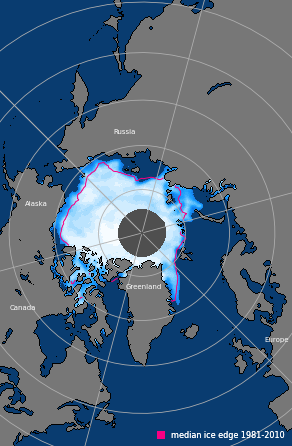 Russia
Alaska
Greenland
Canada
Europe
median ice edge 1981-2010